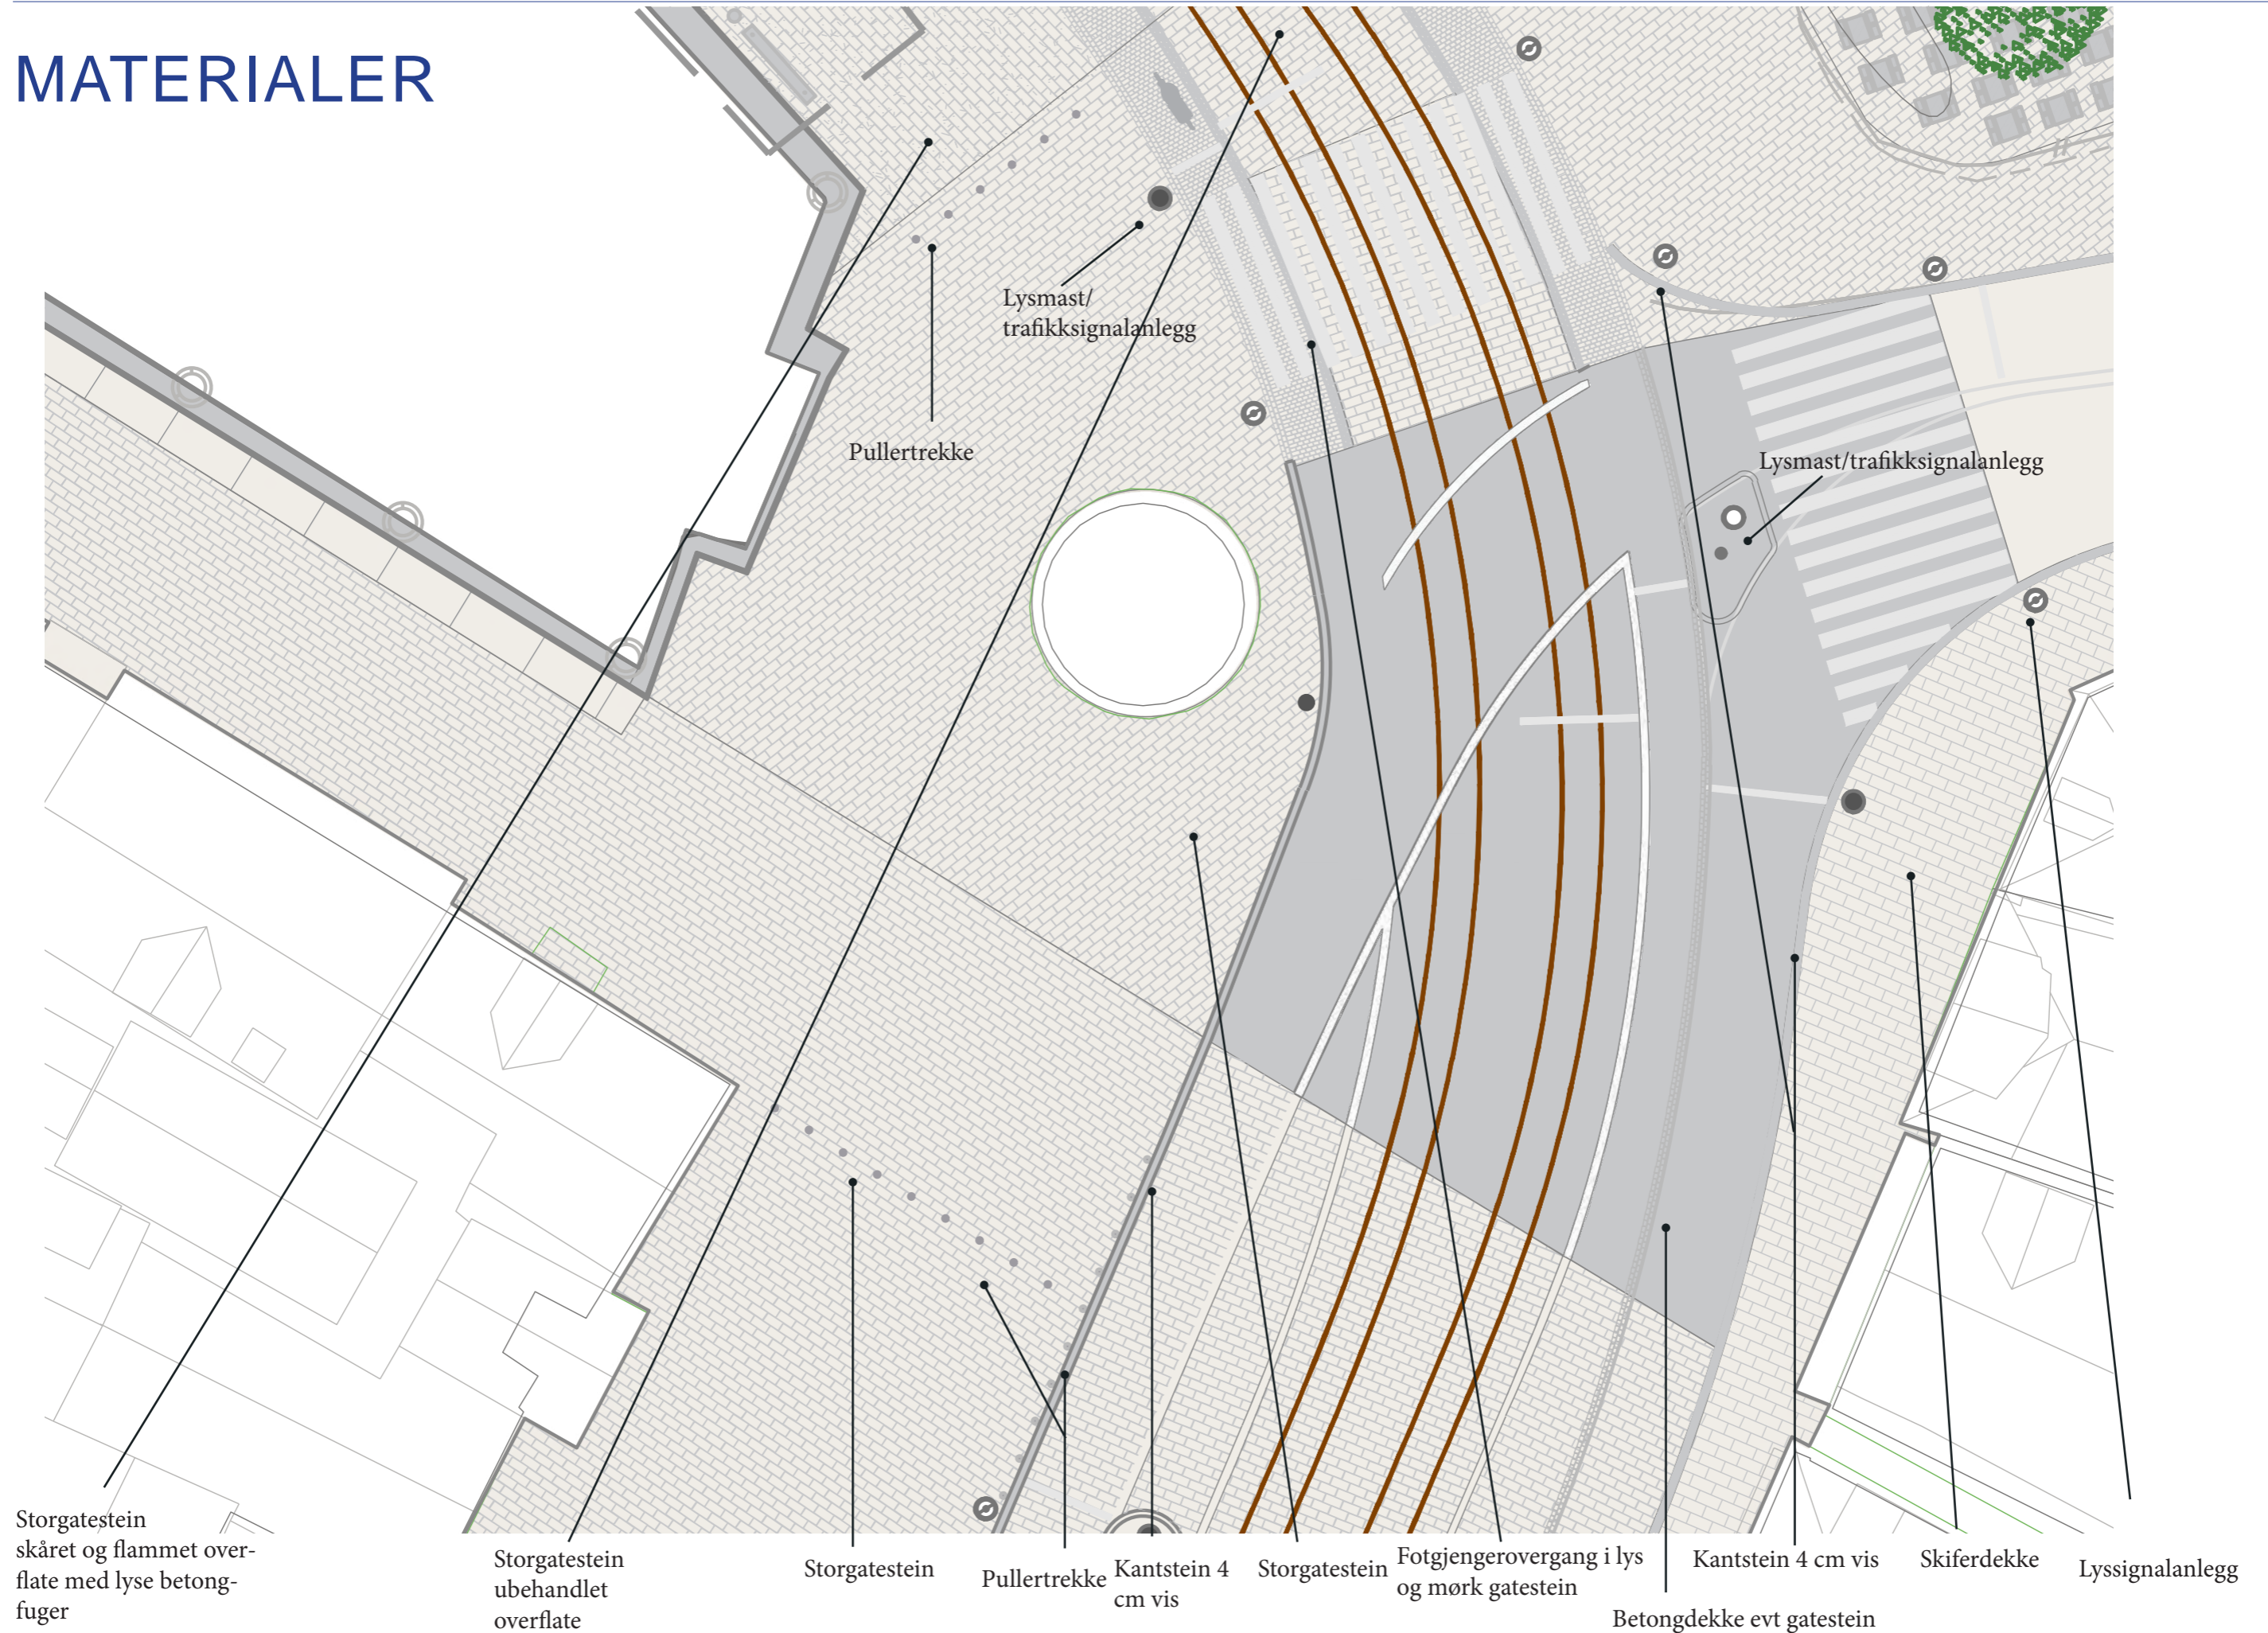 MATERIALER
Lysmast/
trafikksignalanlegg
Pullertrekke
Lysmast/trafikksignalanlegg
Storgatestein
skåret og flammet over-
flate med lyse betong-
fuger
Storgatestein
ubehandlet
overflate
Storgatestein
Pullertrekke
Kantstein 4
cm vis
Storgatestein
Fotgjengerovergang i lys
og mørk gatestein
Betongdekke evt gatestein
Kantstein 4 cm vis
Skiferdekke
Lyssignalanlegg